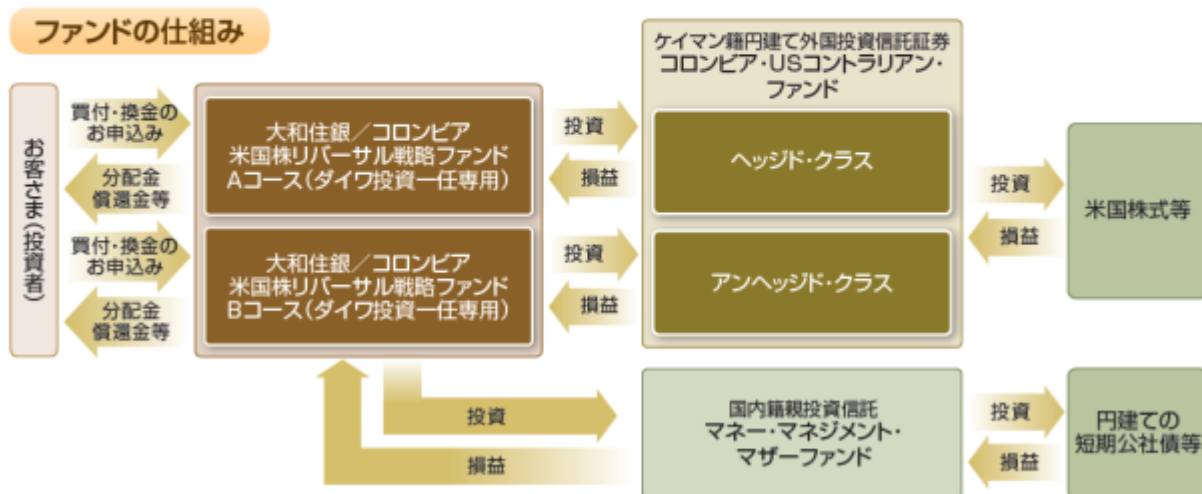 ファンドの仕組み
お客さま(投資者)
買付・換金の
お申込み
分配金
償還金等
買付・換金の
お申込み
分配金
償還金等
大和住銀/コロンビア
米国株リバーサル戦略ファンド
Aコース(ダイワ投資一任専用)
大和住銀/コロンビア
米国株リバーサル戦略ファンド
Bコース(ダイワ投資一任専用)
投資
損益
投資
損益
ケイマン籍円建て外国投資信託証券
コロンビア・USコントラリアン・
ファンド
ヘッジド・クラス
アンヘッジド・クラス
投資
損益
米国株式等
投資
損益
国内籍親投資信託
マネー・マネジメント・
マザーファンド
投資
損益
円建ての
短期公社債等